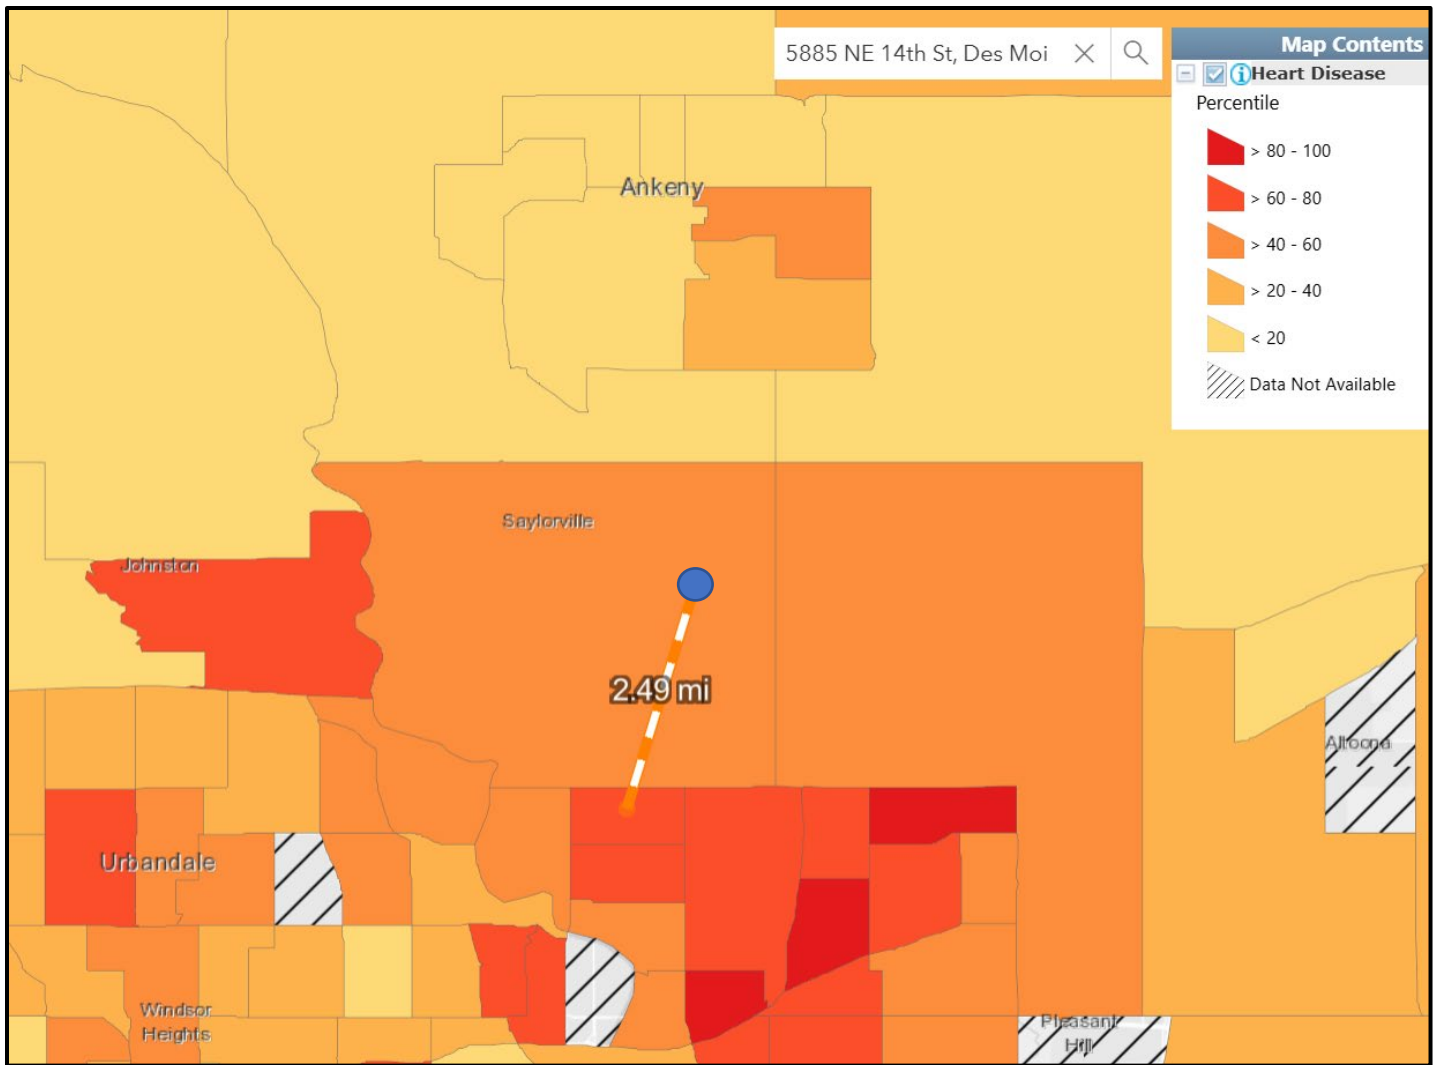 5885 NE 14th St, Des Moi
Map Contents
Heart Disease
Percentile
> 80 - 100
> 60 - 80
> 40 - 60
> 20 - 40
< 20
Data Not Available
Ankeny
Saylorville
Johnston
2.49 mi
Altoona
Urbandale
Windsor
Heights
Pleasant
Hill